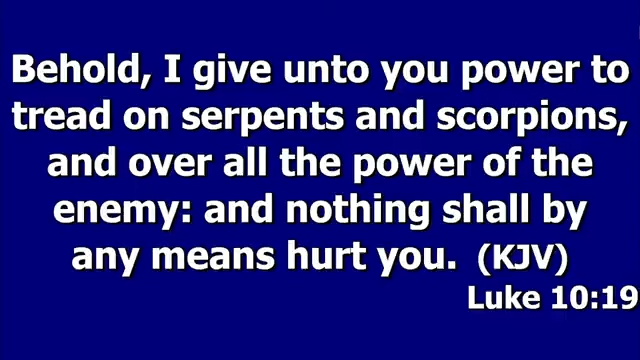 Behold, I give unto you power to
tread on serpents and scorpions,
and over all the power of the
enemy: and nothing shall by
any means hurt you. (KJV)
Luke 10:19